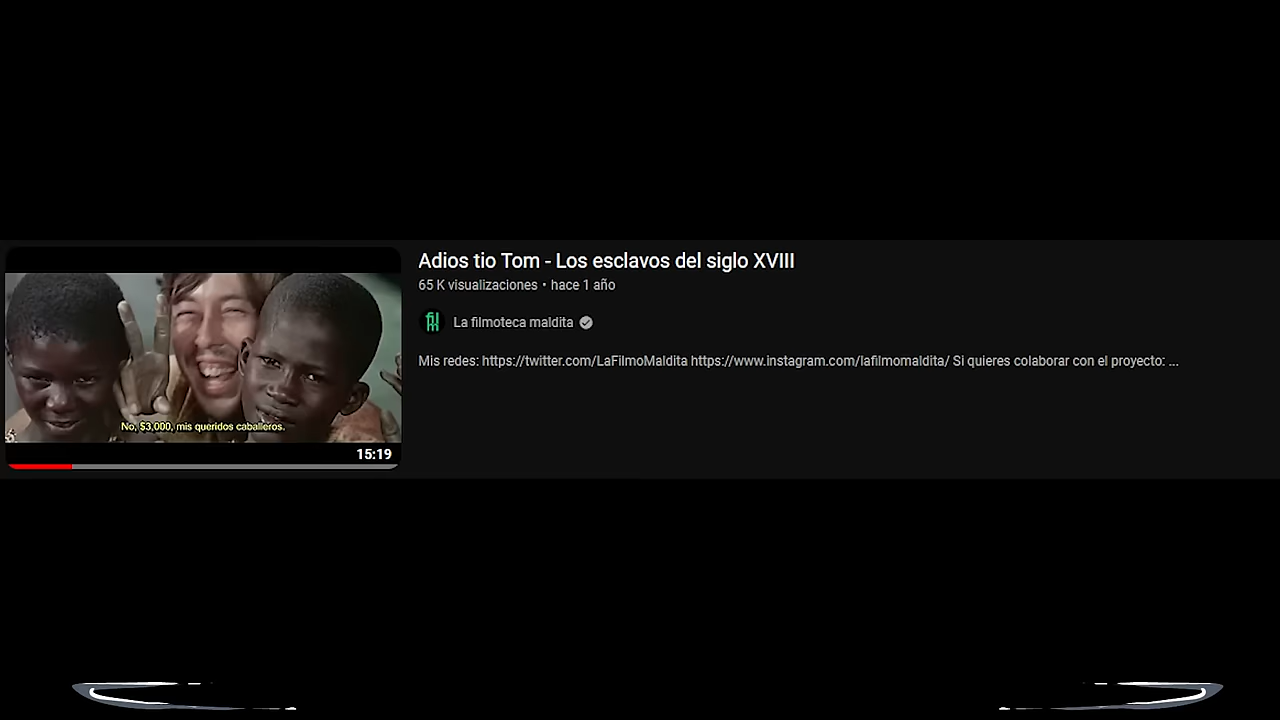 Adios tio Tom - Los esclavos del siglo XVIII
65 K visualizaciones • hace 1 año
La filmoteca maldita
Mis redes: https://twitter.com/LaFilmoMaldita https://www.instagram.com/lafilmomaldita/ Si quieres colaborar con el proyecto: ...
No, $3,000, mis queridos caballeros.
15:19